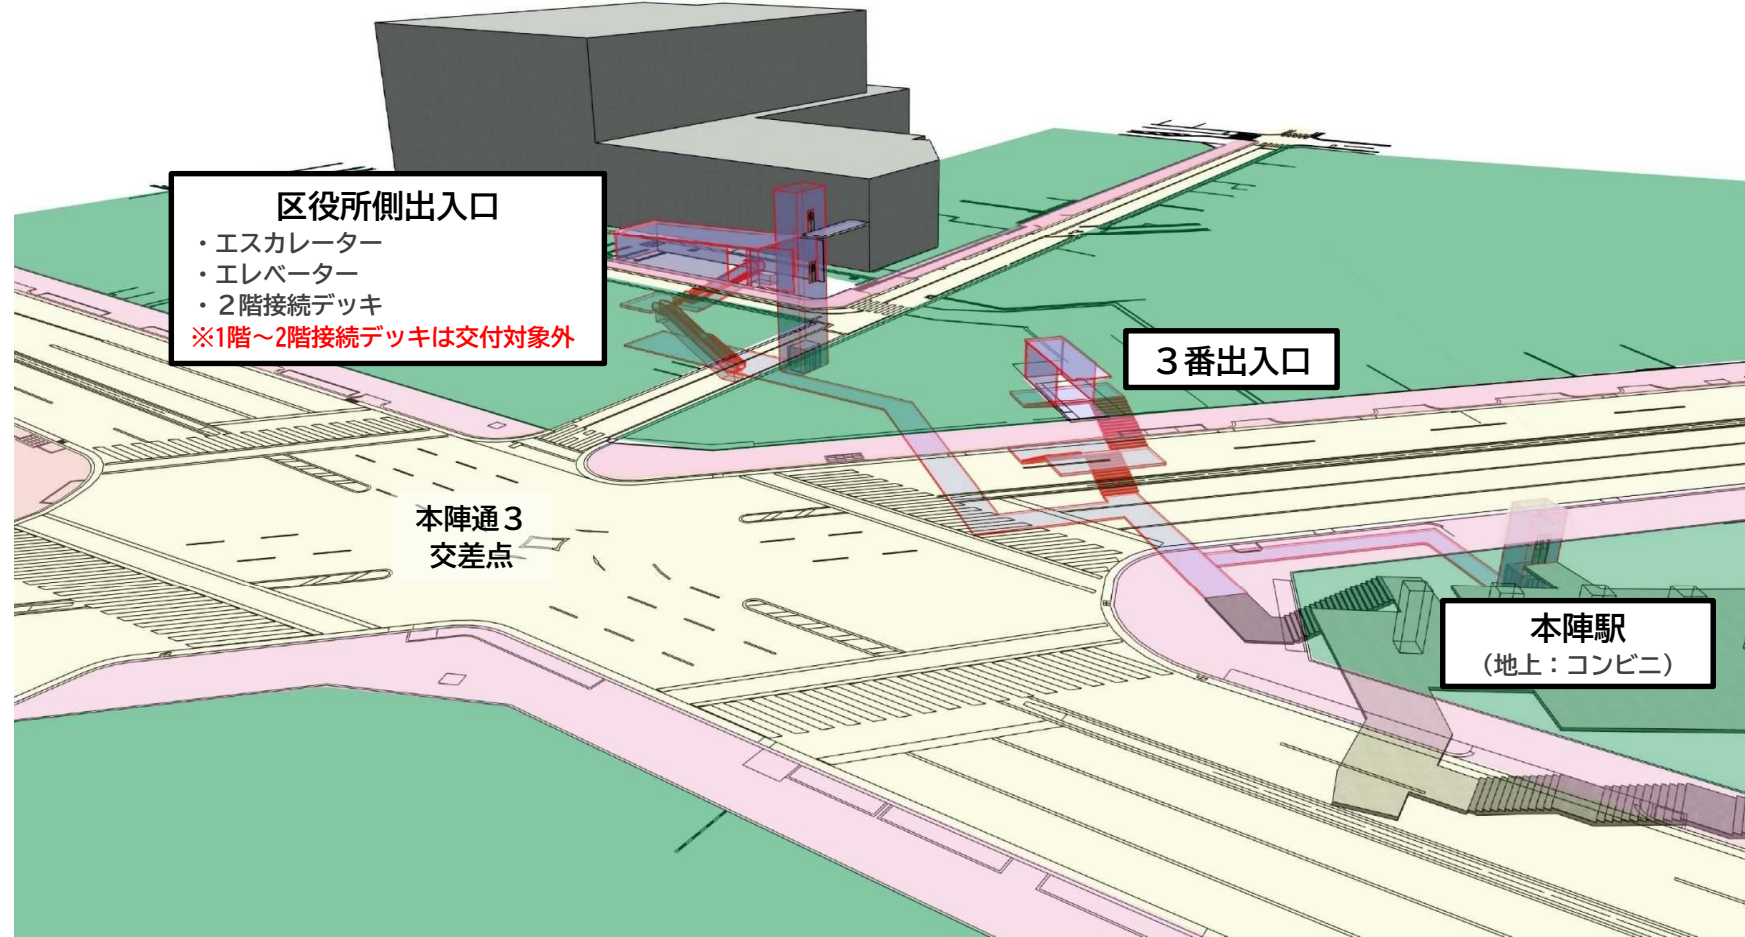 区役所側出入口
・エスカレーター
・エレベーター
・２階接続デッキ
※1階～2階接続デッキは交付対象外
３番出入口
本陣通３
交差点
本陣駅
（地上：コンビニ）